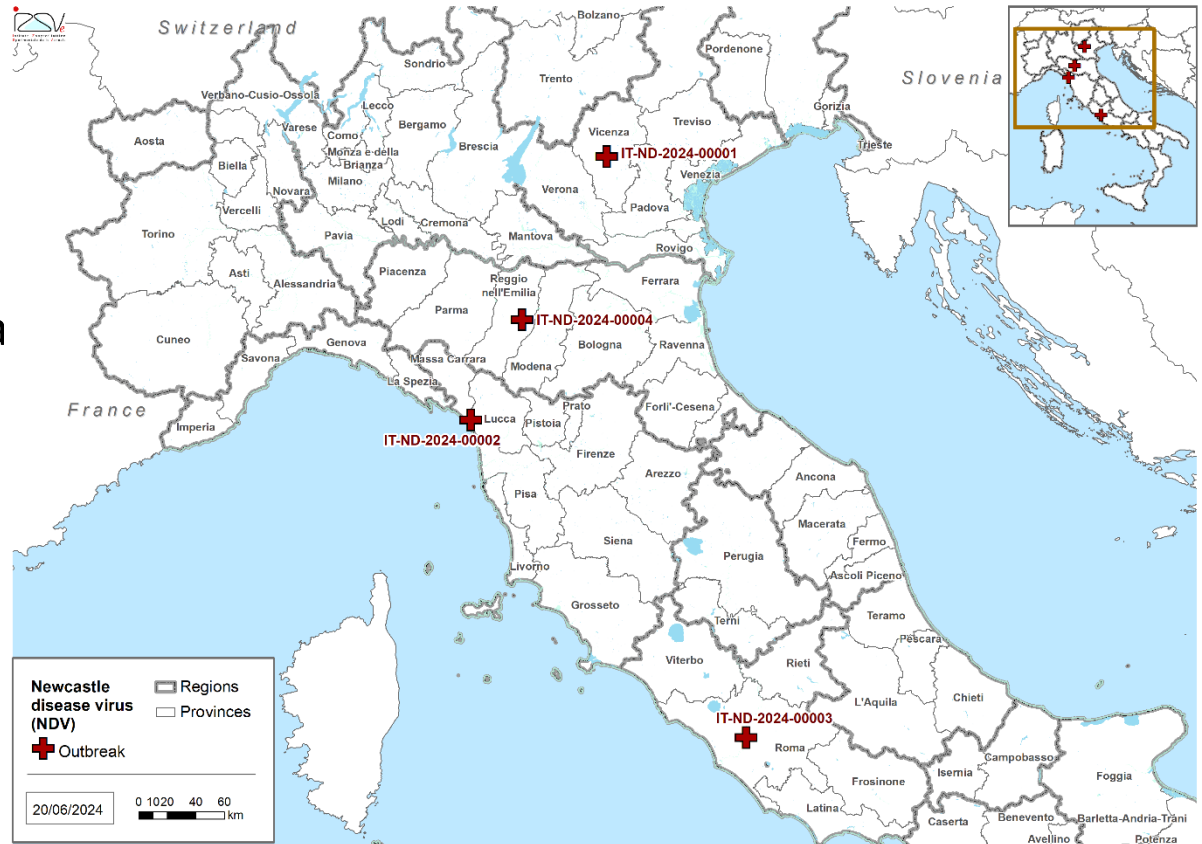 IZSVe
Switzerland
Bolzano
Pordenone
Sondrio
Trento
Slovenia
Verbano-Cusio-Ossola
Lecco
Gorizia
Aosta
Varese
Como
Bergamo
Vicenza
Treviso
Trieste
Biella
Monza e della
Brianza
Brescia
IT-ND-2024-00001
Milano
Novara
Verona
Venezia
Vercelli
Padova
Torino
Pavia
Lodi
Cremona
Mantova
Rovigo
Asti
Piacenza
Reggio
nell'Emilia
Ferrara
Alessandria
Parma
IT-ND-2024-00004
a
Cuneo
Genova
Bologna
Ravenna
Savona
Massa Carrara
Modena
La Spezia
France
Prato
Forli'-Cesena
Imperia
Lucca
Pistoia
IT-ND-2024-00002
Firenze
Arezzo
Ancona
Pisa
Macerata
Siena
Fermo
Perugia
Livorno
Ascoli Piceno
Grosseto
Terni
Teramo
Pescara
Viterbo
Rieti
L'Aquila
Chieti
IT-ND-2024-00003
Roma
Campobasso
Frosinone
Isernia
Foggia
Latina
Caserta
Benevento
Barletta-Andria-Trani
Avellino
Potenza
Newcastle
disease virus
(NDV)
Outbreak
Regions
Provinces
20/06/2024
0 1020 40 60
km